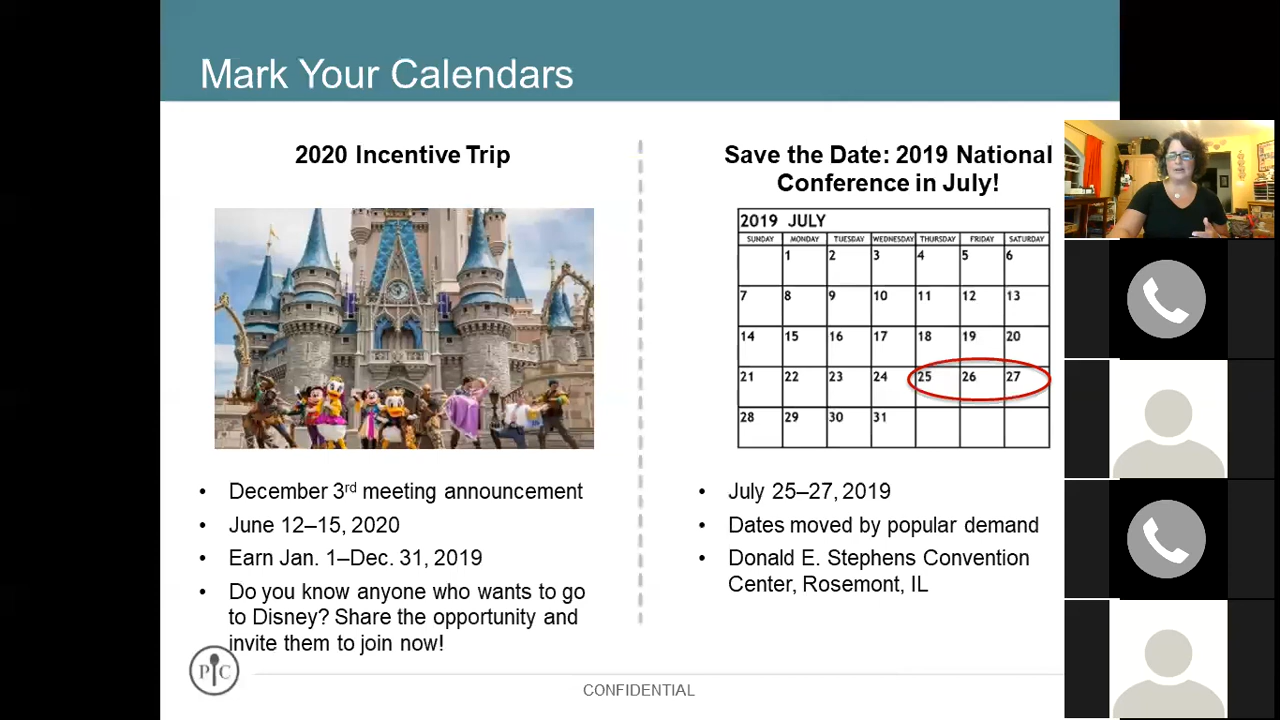 Mark Your Calendars
2020 Incentive Trip
December 3rd meeting announcement
June 12–15, 2020
Earn Jan. 1–Dec. 31, 2019
Do you know anyone who wants to go
to Disney? Share the opportunity and
invite them to join now!
Save the Date: 2019 National
Conference in July!
2019 JULY
SUNDAY MONDAY TUESDAY WEDNESDAY THURSDAY FRIDAY SATURDAY
1 2 3 4 5 6
7 8 9 10 11 12 13
14 15 16 17 18 19 20
21 22 23 24 25 26 27
28 29 30 31
July 25–27, 2019
Dates moved by popular demand
Donald E. Stephens Convention
Center, Rosemont, IL
PC
CONFIDENTIAL